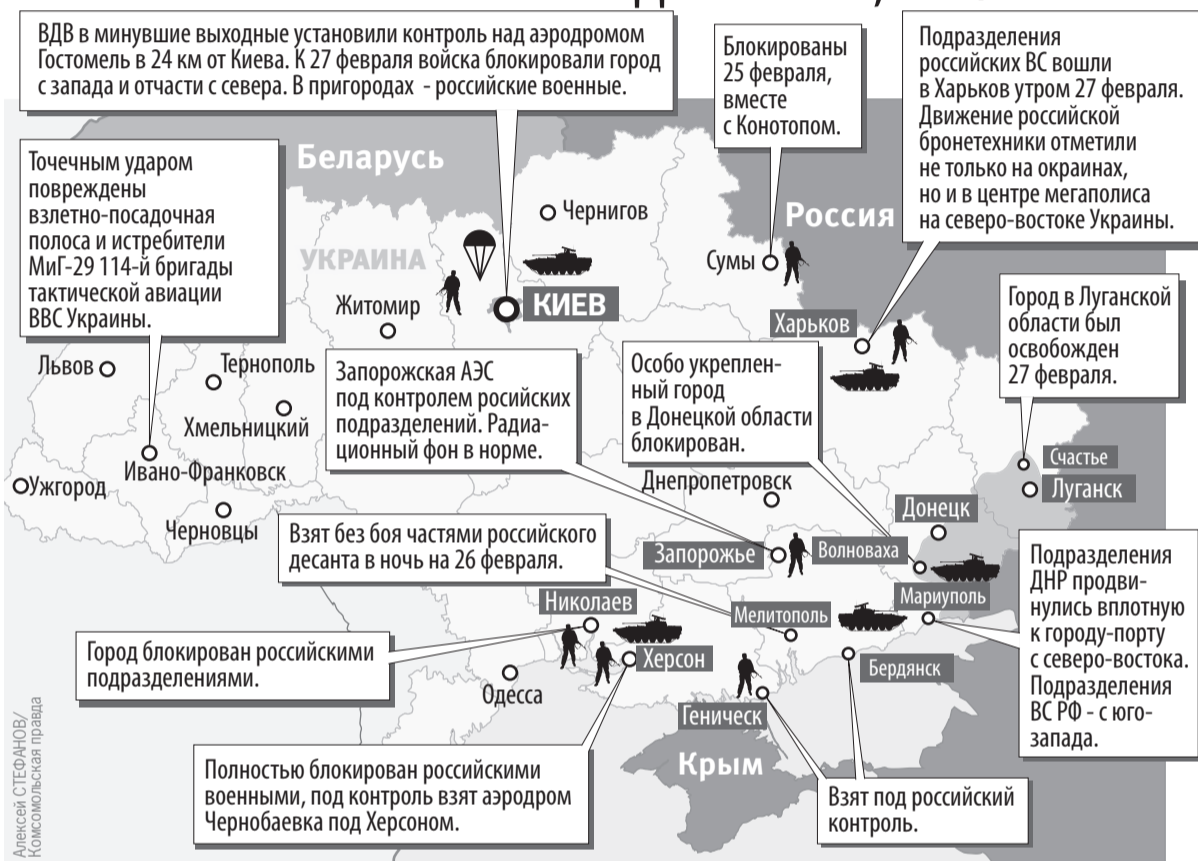 ВДВ в минувшие выходные установили контроль над аэродромом
Гостомель в 24 км от Киева. К 27 февраля войска блокировали город
с запада и отчасти с севера. В пригородах - российские военные.
Блокированы
25 февраля,
вместе
с Конотопом.
Подразделения
российских ВС вошли
в Харьков утром 27 февраля.
Движение российской
бронетехники отметили
не только на окраинах,
но и в центре мегаполиса
на северо-востоке Украины.
Точечным ударом
повреждены
взлетно-посадочная
полоса и истребители
МиГ-29 114-й бригады
тактической авиации
ВВС Украины.
Беларусь
Россия
УКРАИНА
Чернигов
Сумы
Житомир
КИЕВ
Харьков
Город в Луганской
области был
освобожден
27 февраля.
Львов
Тернополь
Хмельницкий
Ивано-Франковск
Ужгород
Черновцы
Запорожская АЭС
под контролем росийских
подразделений. Радиа-
ционный фон в норме.
Особо укреплен-
ный город
в Донецкой области
блокирован.
Счастье
Луганск
Днепропетровск
Донецк
Взят без боя частями российского
десанта в ночь на 26 февраля.
Запорожье
Волноваха
Подразделения
ДНР продви-
нулись вплотную
к городу-порту
с северо-востока.
Подразделения
ВС РФ - с юго-
запада.
Николаев
Мелитополь
Мариуполь
Город блокирован российскими
подразделениями.
Херсон
Бердянск
Одесса
Геническ
Крым
Полностью блокирован российскими
военными, под контроль взят аэродром
Чернобаевка под Херсоном.
Взят под российский
контроль.
Алексей СТЕФАНОВ/
Комсомольская правда